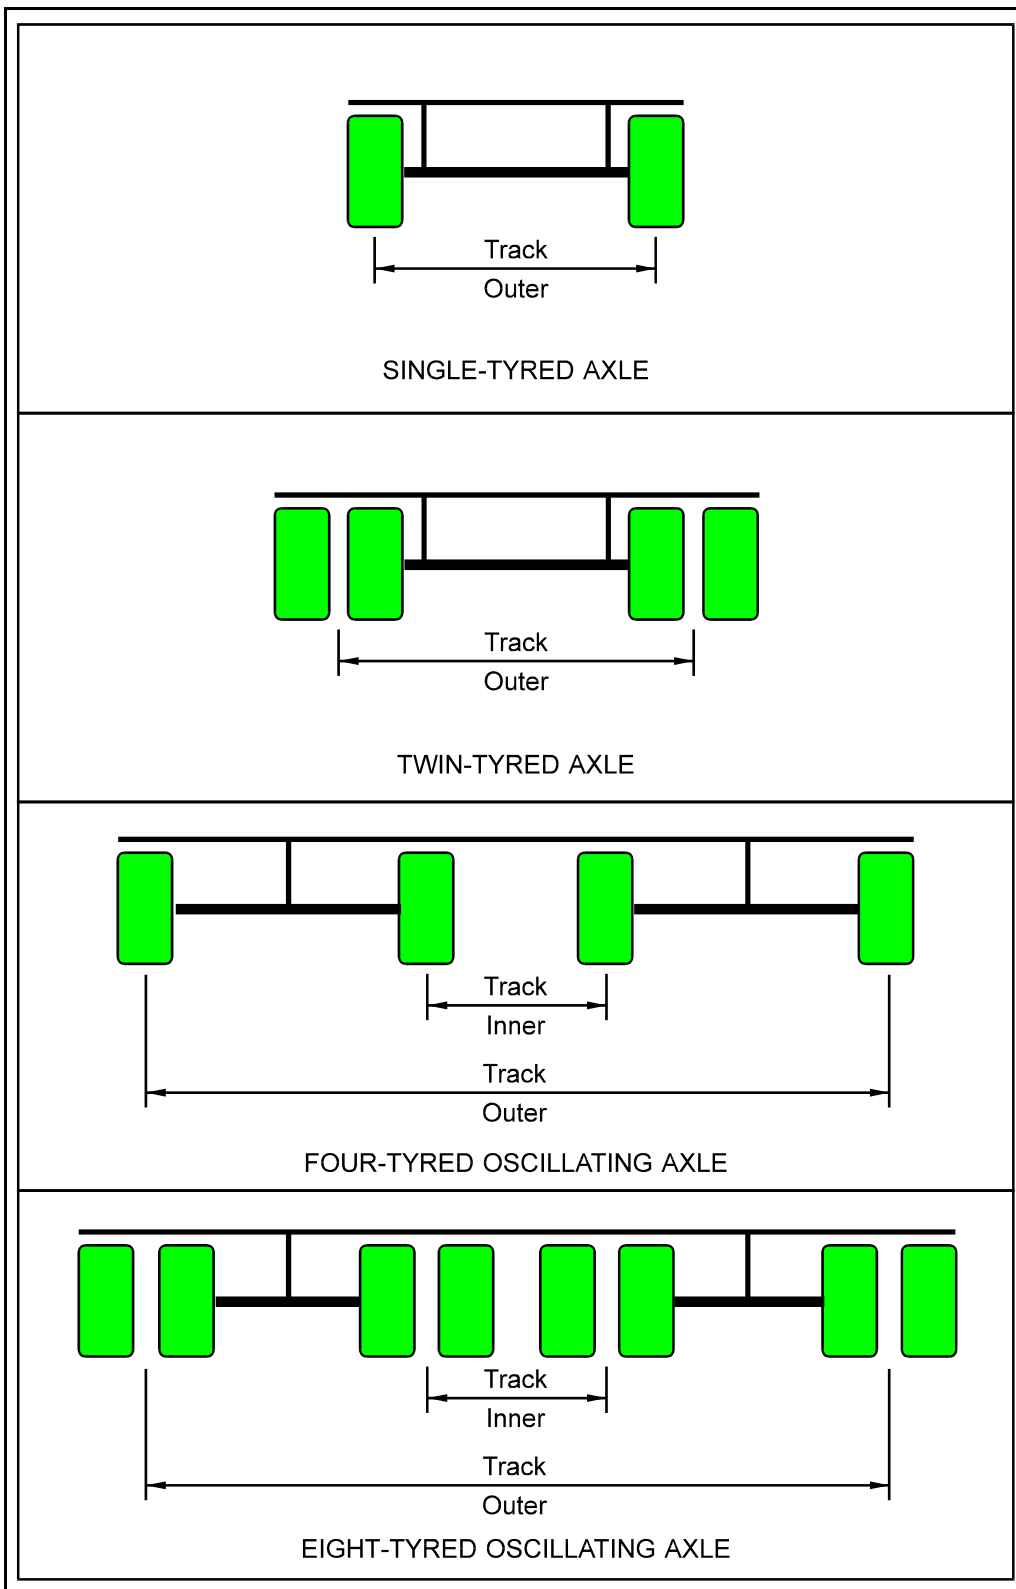 Track
Outer
SINGLE-TYRED AXLE
Track
Outer
TWIN-TYRED AXLE
Track
Inner
Track
Outer
FOUR-TYRED OSCILLATING AXLE
Track
Inner
Track
Outer
EIGHT-TYRED OSCILLATING AXLE